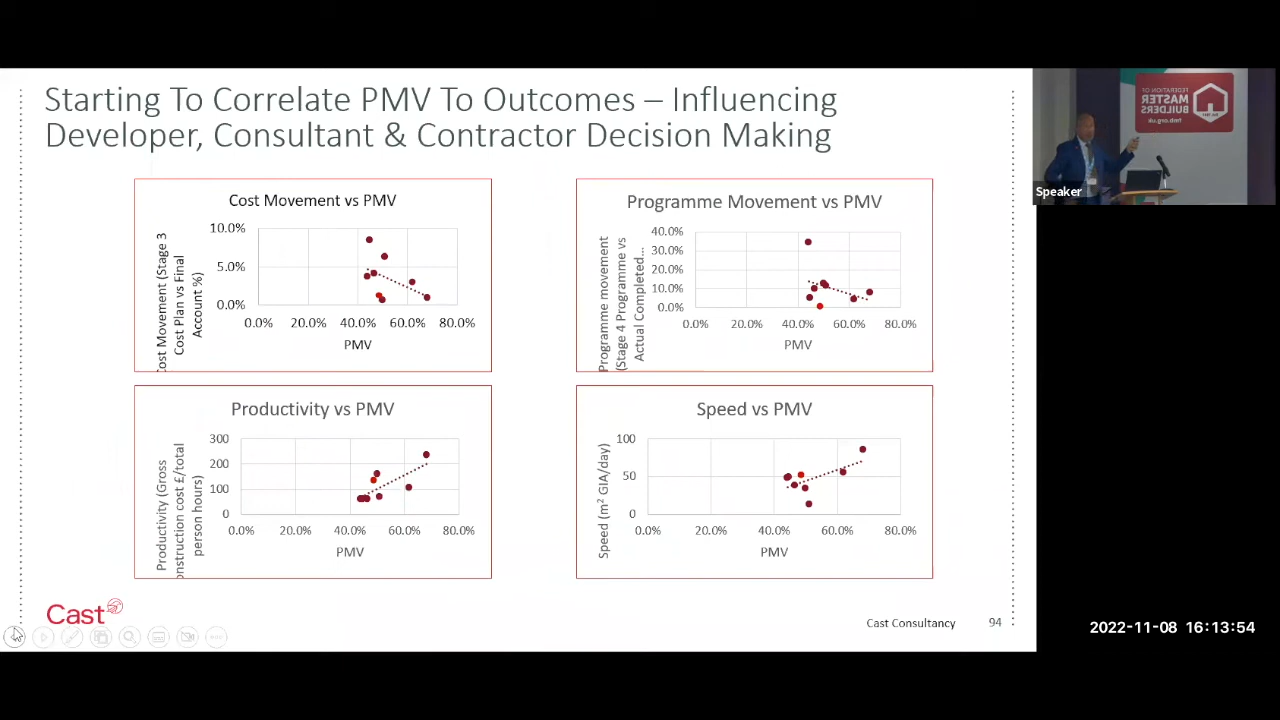 Starting To Correlate PMV To Outcomes – Influencing
Developer, Consultant & Contractor Decision Making
Cost Movement vs PMV
Cost Movement (Stage 3
Cost Plan vs Final
Account %)
10.0%
5.0%
0.0%
0.0% 20.0% 40.0% 60.0% 80.0%
PMV
Programme Movement vs PMV
Programme movement
(Stage 4 Programme vs
Actual Completed...
40.0%
30.0%
20.0%
10.0%
0.0%
0.0% 20.0% 40.0% 60.0% 80.0%
PMV
Productivity vs PMV
Productivity (Gross
onstruction cost £/total
person hours)
300
200
100
0
0.0% 20.0% 40.0% 60.0% 80.0%
PMV
Speed vs PMV
Speed (m² GIA/day)
100
50
0
0.0% 20.0% 40.0% 60.0% 80.0%
PMV
Cast
Cast Consultancy 94
FEDERATION OF
MASTER
BUILDERS
fmb.org.uk
Speaker
2022-11-08 16:13:54